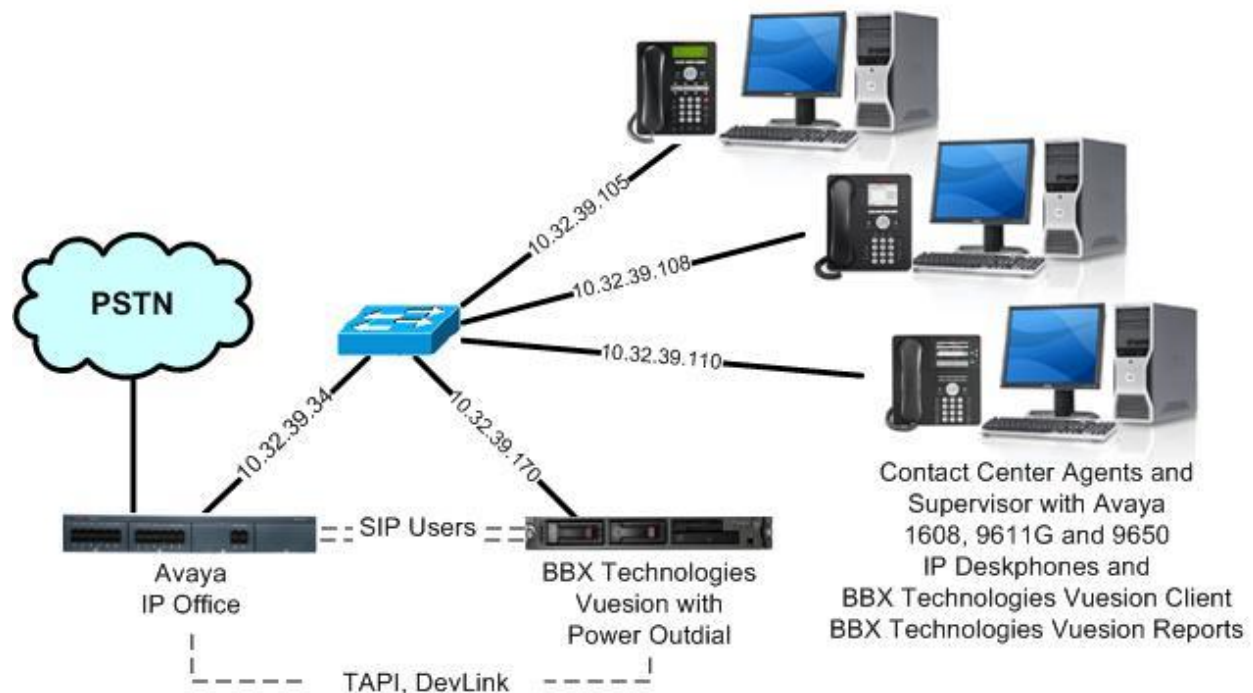 10.32.39.105
10.32.39.108
PSTN
10.32.39.110
10.32.39.34
10.32.39.170
Contact Center Agents and
Supervisor with Avaya
1608, 9611G and 9650
IP Deskphones and
BBX Technologies Vuesion Client
BBX Technologies Vuesion Reports
SIP Users
Avaya
IP Office
BBX Technologies
Vuesion with
Power Outdial
TAPI, DevLink